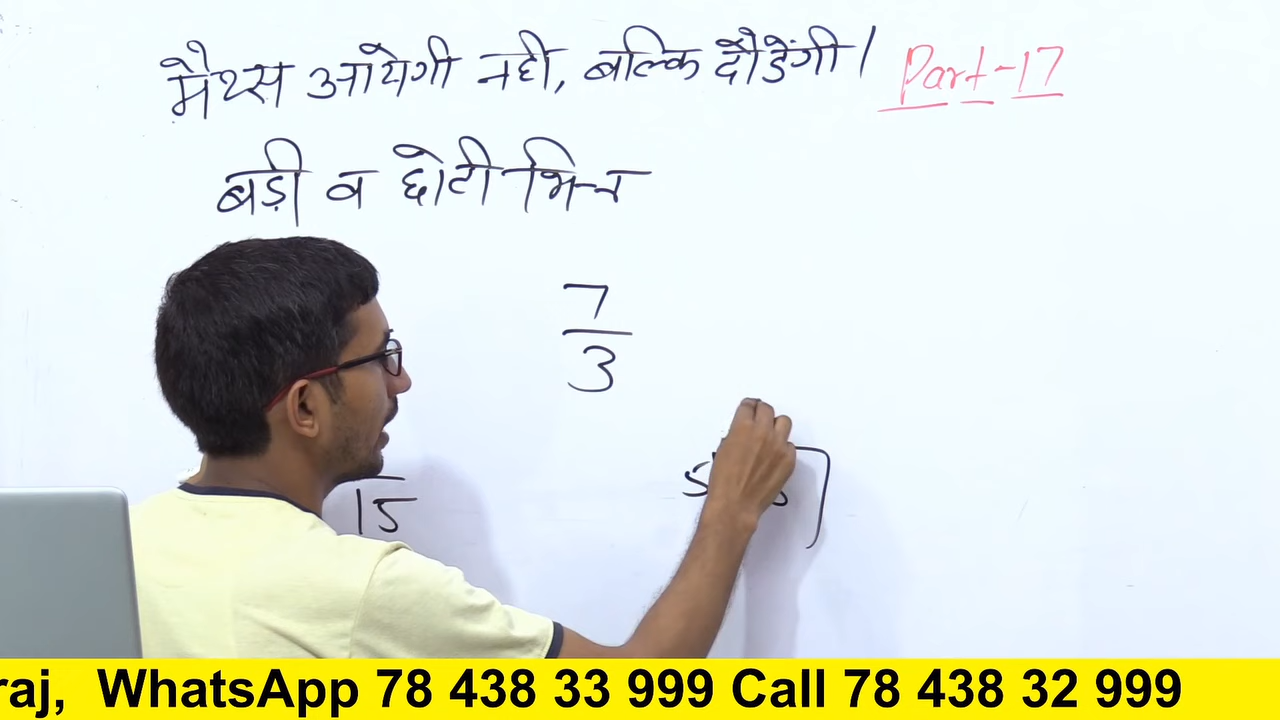 मैथ्स आयेगी नही, बल्कि दौडेंगी। Part-17
बड़ी व छोटी भिन्न
7
3
15
5
raj, WhatsApp 78 438 33 999 Call 78 438 32 999